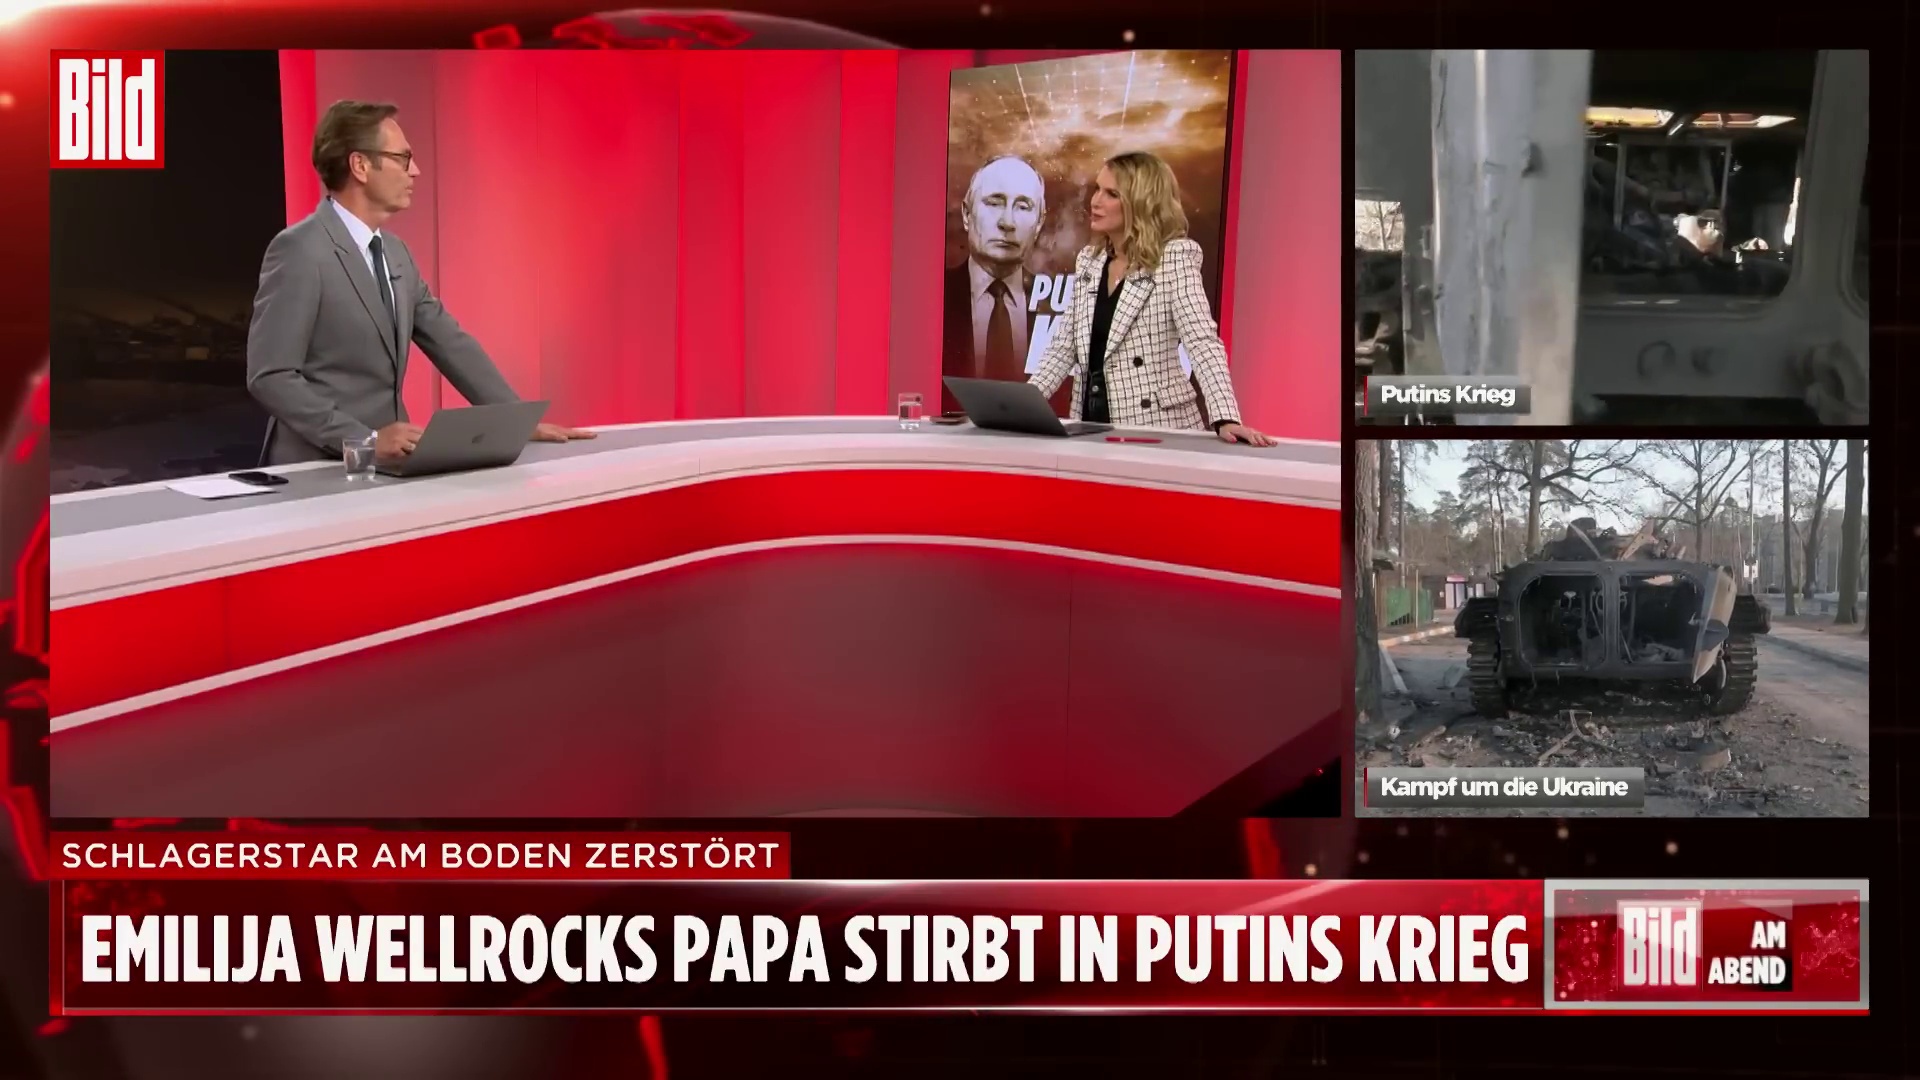 Bild
PU
K
Putins Krieg
Kampf um die Ukraine
SCHLAGERSTAR AM BODEN ZERSTÖRT
EMILIJA WELLROCKS PAPA STIRBT IN PUTINS KRIEG
Bild AM
ABEND